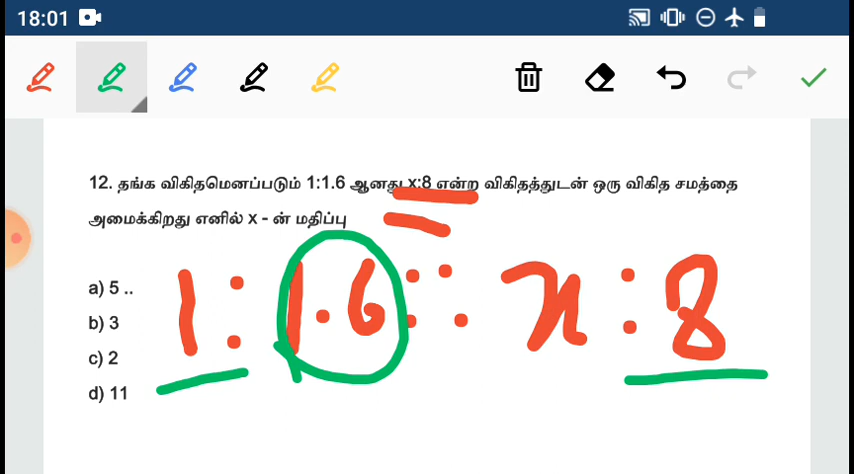 18:01
12. தங்க விகிதமெனப்படும் 1:1.6 ஆனது x:8 என்ற விகிதத்துடன் ஒரு விகித சமத்தை
அமைக்கிறது எனில் x - ன் மதிப்பு
a) 5 ..
b) 3
c) 2
d) 11
1 : 1.6 :: x : 8